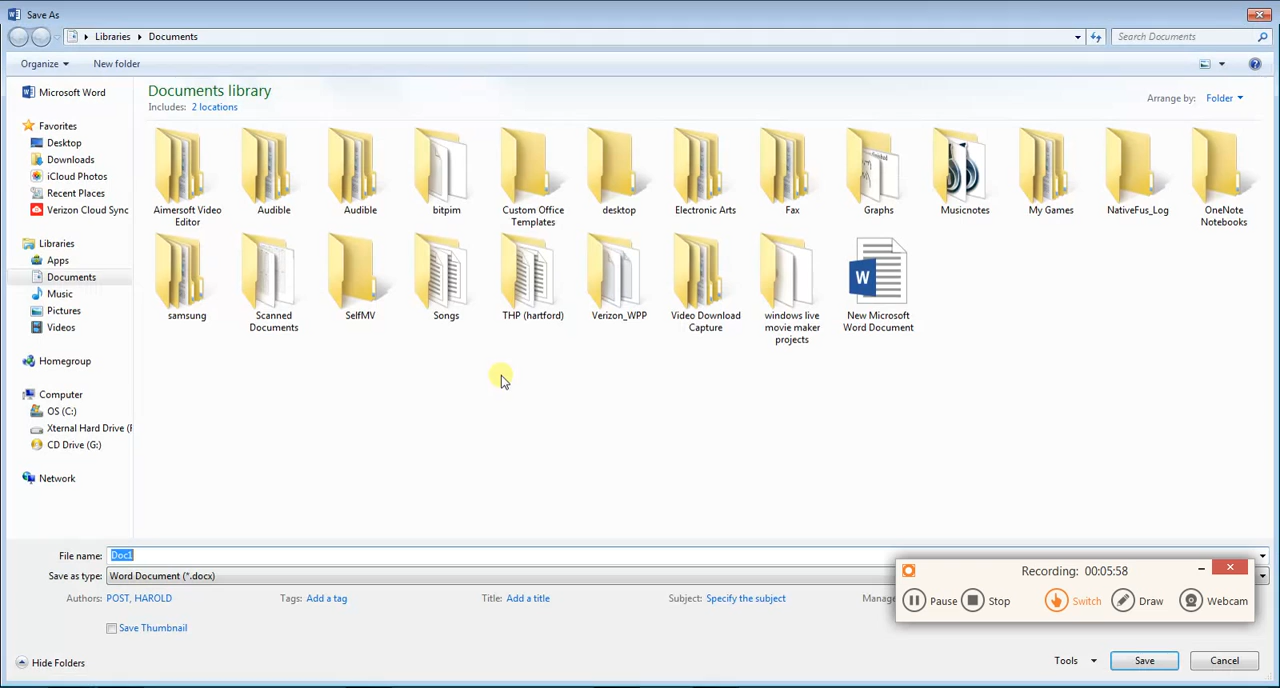 Save As
Libraries Documents
Search Documents
Organize
New folder
Microsoft Word
Favorites
Desktop
Downloads
iCloud Photos
Recent Places
Verizon Cloud Sync
Libraries
Apps
Documents
Music
Pictures
Videos
Homegroup
Computer
OS (C:)
Xternal Hard Drive (F
CD Drive (G:)
Network
Documents library
Includes: 2 locations
Arrange by: Folder
Aimersoft Video Editor
Audible
Audible
bitpim
Custom Office Templates
desktop
Electronic Arts
Fax
Graphs
Musicnotes
My Games
NativeFus_Log
OneNote Notebooks
samsung
Scanned Documents
SelfMV
Songs
THP (hartford)
Verizon_WPP
Video Download Capture
windows live movie maker projects
New Microsoft Word Document
File name: Doc1
Save as type: Word Document (*.docx)
Authors: POST, HAROLD
Tags: Add a tag
Title: Add a title
Subject: Specify the subject
Manage
Save Thumbnail
Recording: 00:05:58
Pause
Stop
Switch
Draw
Webcam
Hide Folders
Tools
Save
Cancel